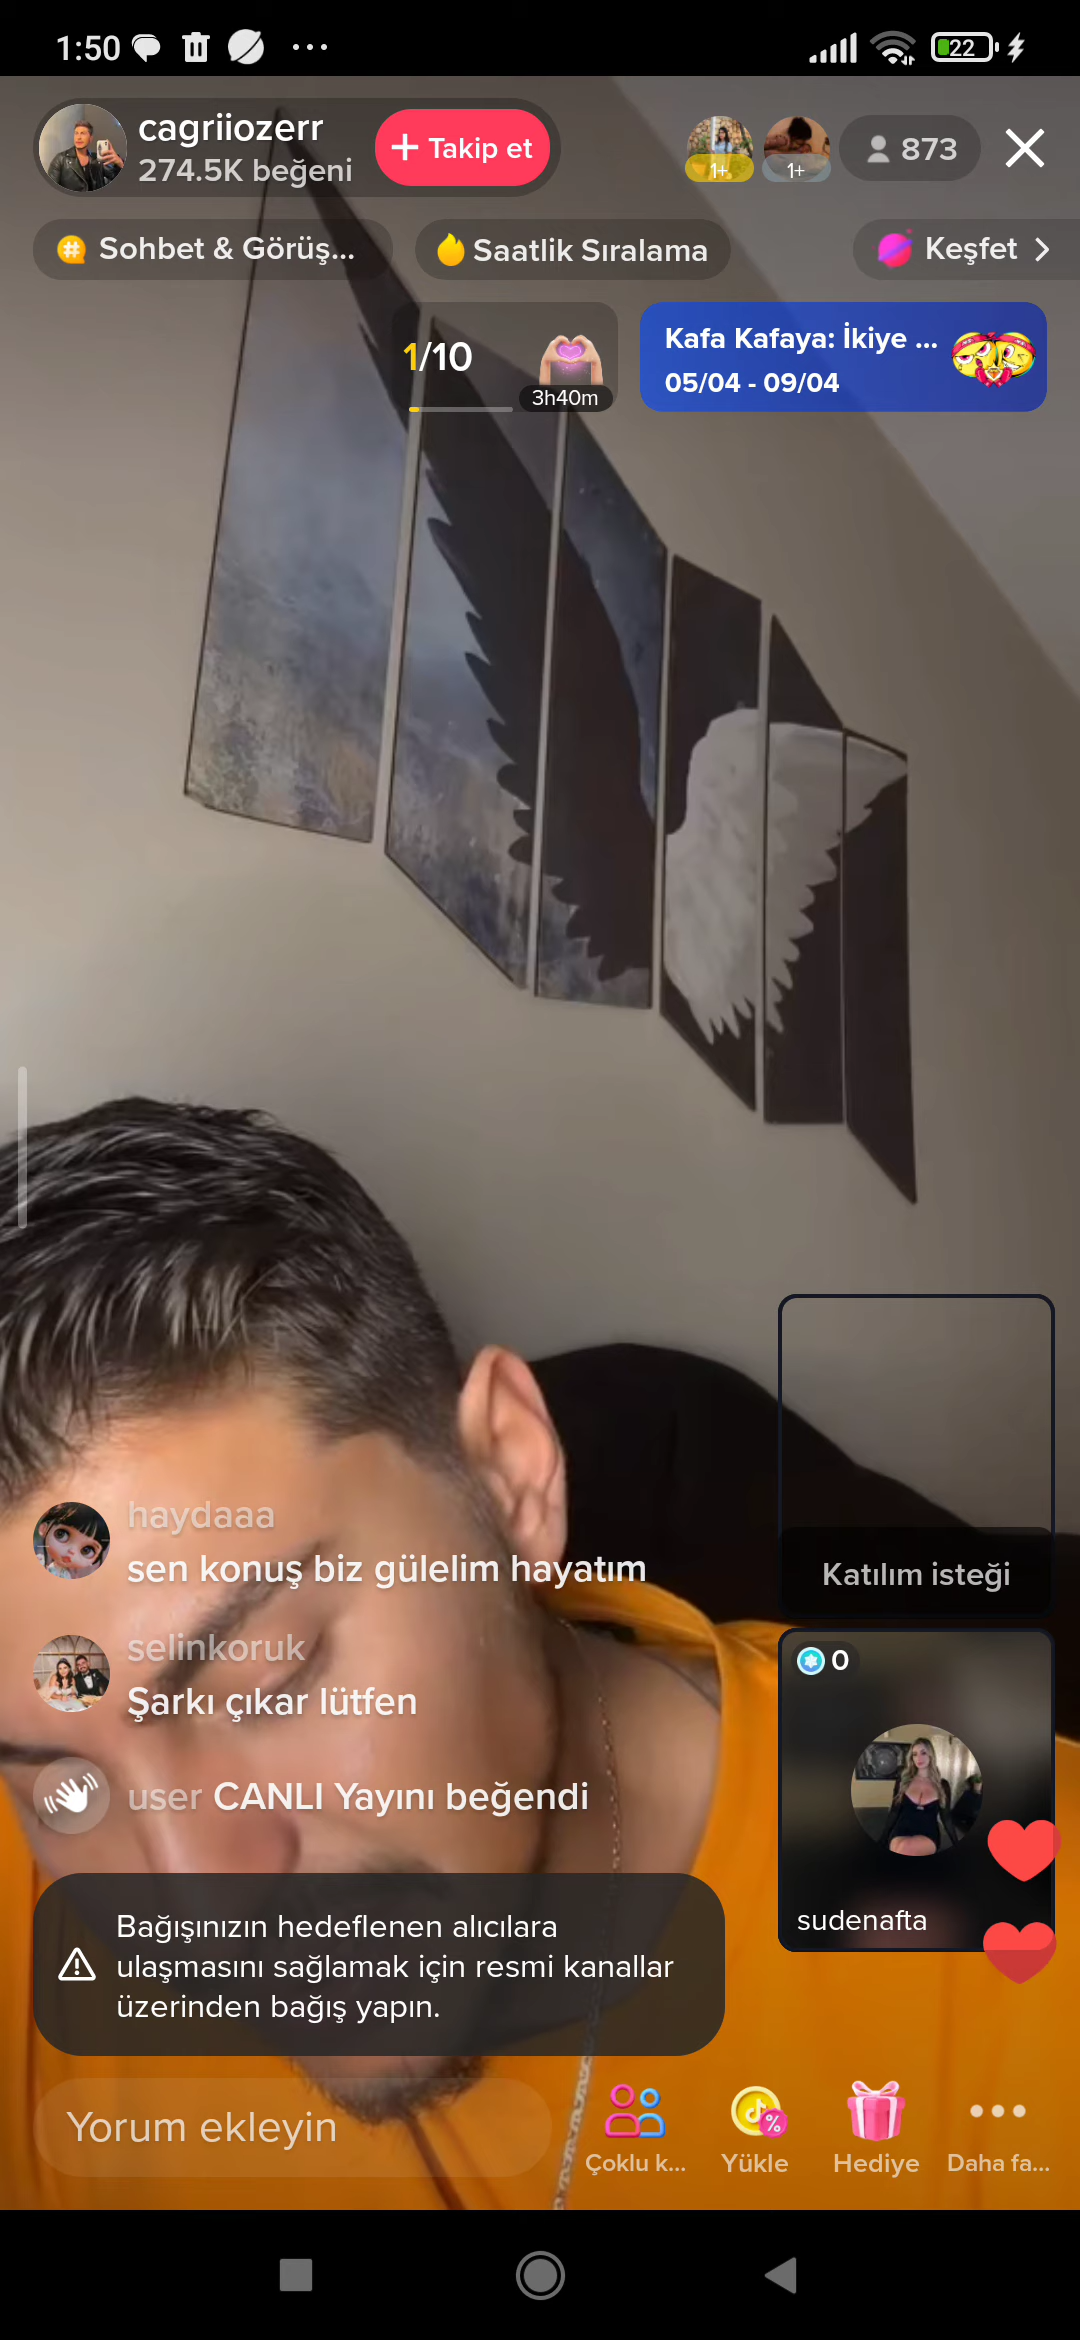 1:50
22
cagriiozerr
274.5K beğeni
+ Takip et
1+
1+
873
Sohbet & Görüş...
Saatlik Sıralama
Keşfet
1/10
3h40m
Kafa Kafaya: İkiye ...
05/04 - 09/04
haydaaa
sen konuş biz gülelim hayatım
selinkoruk
Şarkı çıkar lütfen
user CANLI Yayını beğendi
Katılım isteği
0
sudenafta
Bağışınızın hedeflenen alıcılara
ulaşmasını sağlamak için resmi kanallar
üzerinden bağış yapın.
Yorum ekleyin
Çoklu k...
Yükle
Hediye
Daha fa...